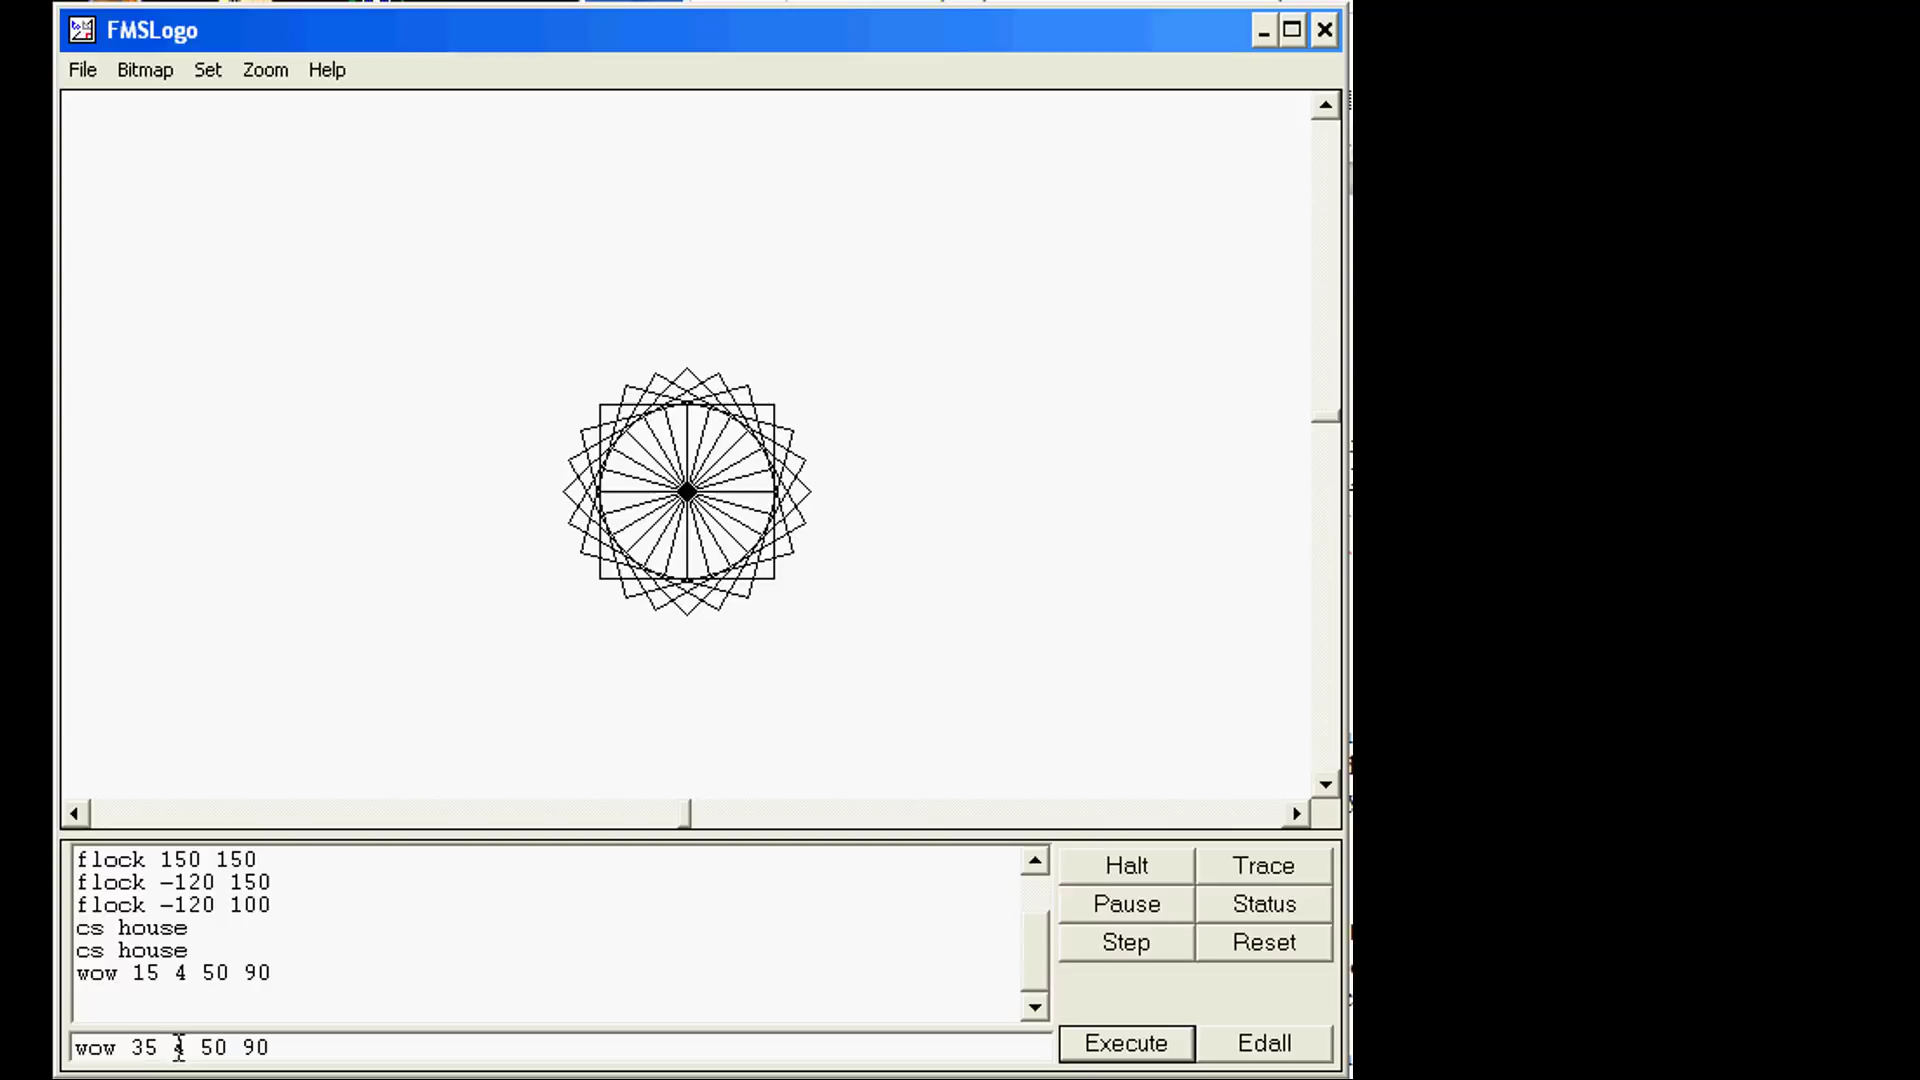 FMSLogo
File Bitmap Set Zoom Help
flock 150 150
flock -120 150
flock -120 100
cs house
cs house
wow 15 4 50 90
Halt Trace
Pause Status
Step Reset
wow 35 4 50 90
Execute Edall